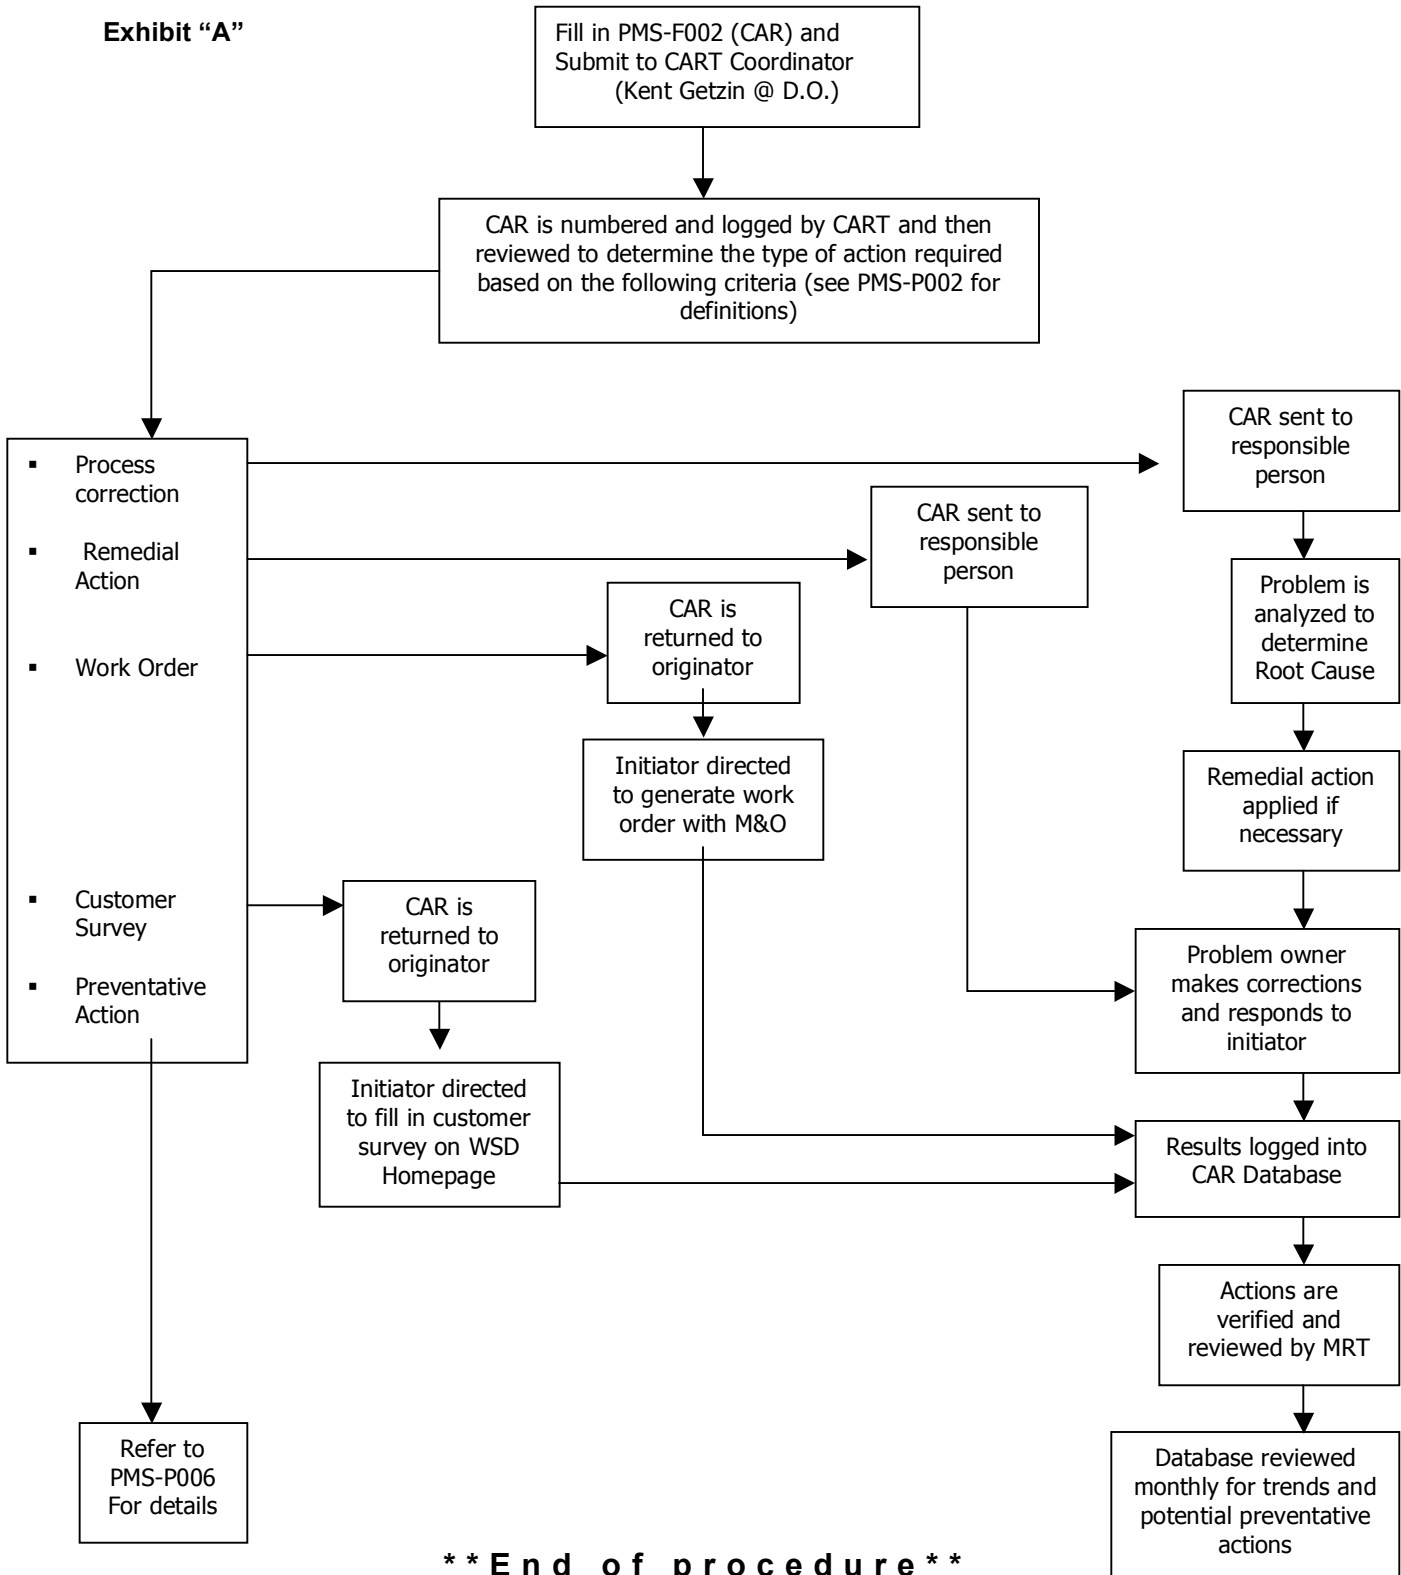 Exhibit “A”
Fill in PMS-F002 (CAR) and
Submit to CART Coordinator
(Kent Getzin @ D.O.)
CAR is numbered and logged by CART and then
reviewed to determine the type of action required
based on the following criteria (see PMS-P002 for
definitions)
▪ Process
correction
▪ Remedial
Action
▪ Work Order
▪ Customer
Survey
▪ Preventative
Action
CAR sent to
responsible
person
Problem is
analyzed to
determine
Root Cause
Remedial action
applied if
necessary
CAR sent to
responsible
person
Problem owner
makes corrections
and responds to
initiator
CAR is
returned to
originator
Initiator directed
to generate work
order with M&O
CAR is
returned to
originator
Initiator directed
to fill in customer
survey on WSD
Homepage
Results logged into
CAR Database
Actions are
verified and
reviewed by MRT
Database reviewed
monthly for trends and
potential preventative
actions
Refer to
PMS-P006
For details
**End of procedure**